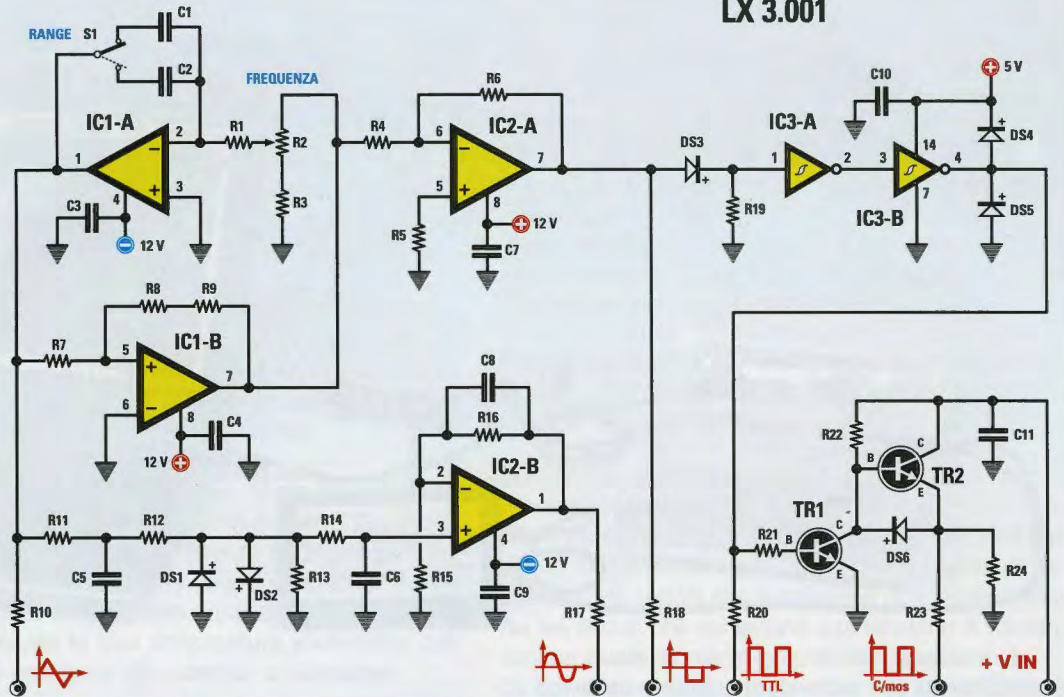 LX 3.001
RANGE
S1
C1
C2
FREQUENZA
IC1-A
R1
R2
R3
1
2
3
4
C3
12 V
R4
R6
IC2-A
6
5
7
8
R5
12 V
C7
DS3
R19
IC3-A
1
2
3
4
14
7
IC3-B
C10
5 V
DS4
DS5
R8
R9
R7
IC1-B
5
6
7
8
12 V
C4
C8
R16
IC2-B
2
3
1
4
12 V
C9
R11
R12
R14
C5
DS1
DS2
R13
C6
R15
R10
R17
R18
R20
R21
R22
B
C
E
TR1
B
C
E
TR2
DS6
C11
R24
R23
TTL
C/mos
+ V IN